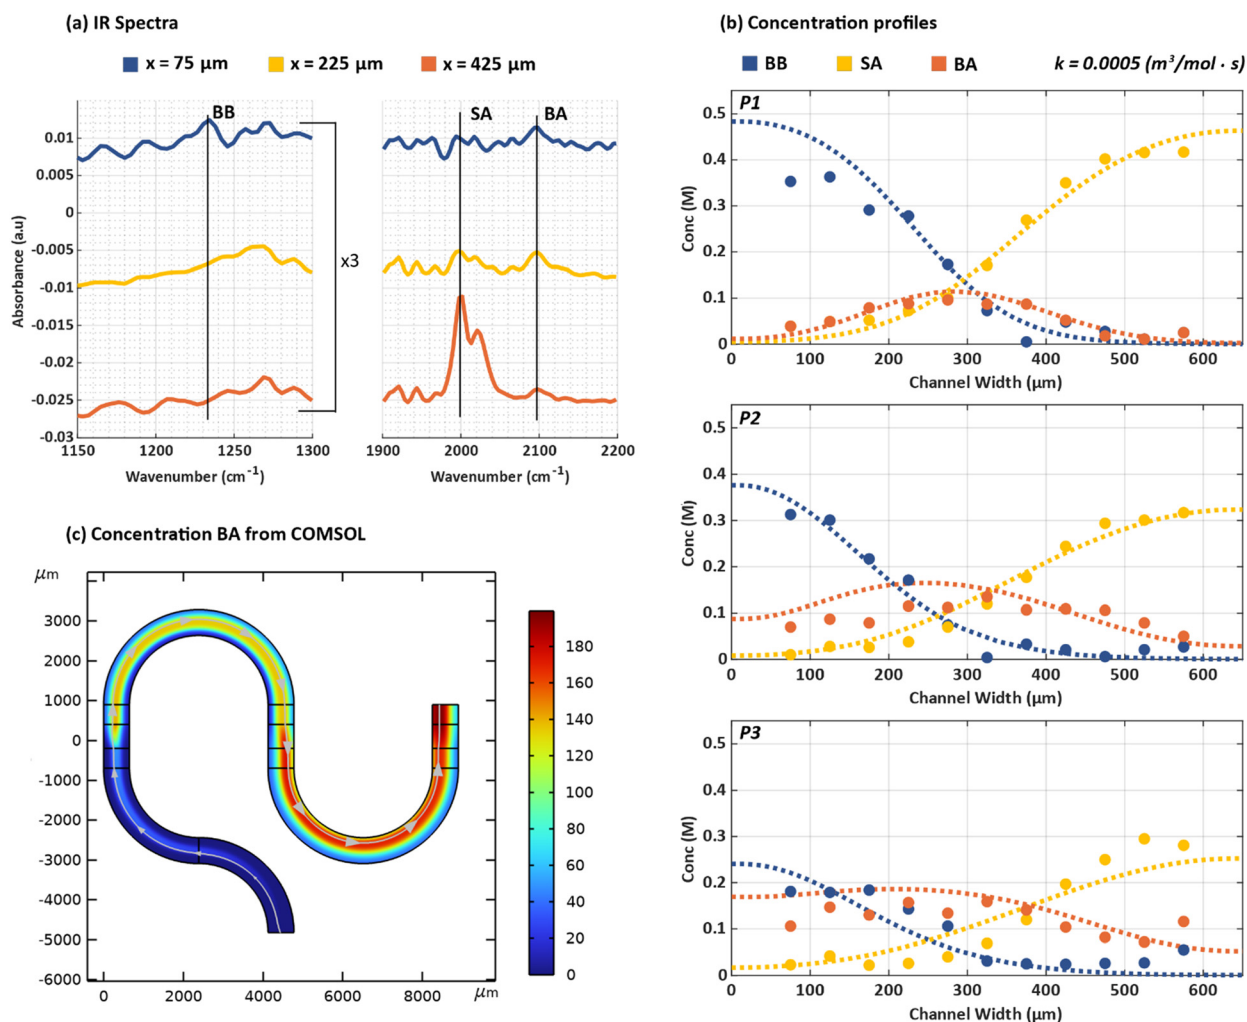 (a) IR Spectra
x = 75 µm x = 225 µm x = 425 µm
BB SA BA
0.01
0.005
0
-0.005
-0.01
-0.015
-0.02
-0.025
-0.03
Absorbance (a.u)
x3
1150 1200 1250 1300 1900 2000 2100 2200
Wavenumber (cm⁻¹) Wavenumber (cm⁻¹)
(b) Concentration profiles
BB SA BA k = 0.0005 (m³/mol · s)
P1
0.5
0.4
0.3
0.2
0.1
0
Conc (M)
0 100 200 300 400 500 600
Channel Width (µm)
P2
0.5
0.4
0.3
0.2
0.1
0
Conc (M)
0 100 200 300 400 500 600
Channel Width (µm)
P3
0.5
0.4
0.3
0.2
0.1
0
Conc (M)
0 100 200 300 400 500 600
Channel Width (µm)
(c) Concentration BA from COMSOL
µm
3000
2000
1000
0
-1000
-2000
-3000
-4000
-5000
-6000
0 2000 4000 6000 8000 µm
180
160
140
120
100
80
60
40
20
0